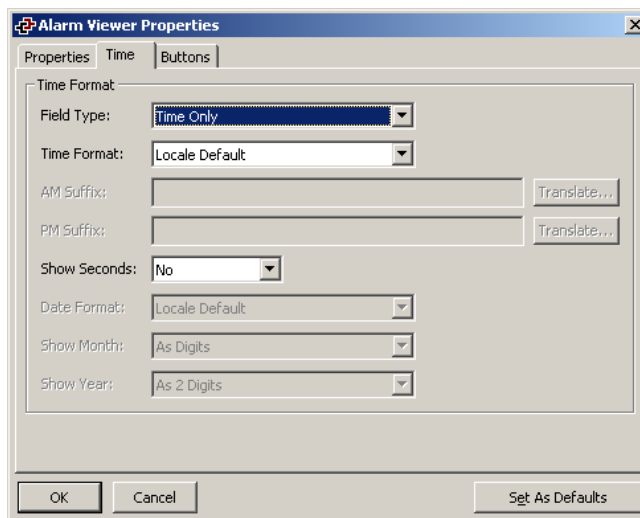 Alarm Viewer Properties
Properties Time Buttons
Time Format
Field Type: Time Only
Time Format: Locale Default
AM Suffix: Translate...
PM Suffix: Translate...
Show Seconds: No
Date Format: Locale Default
Show Month: As Digits
Show Year: As 2 Digits
OK Cancel Set As Defaults